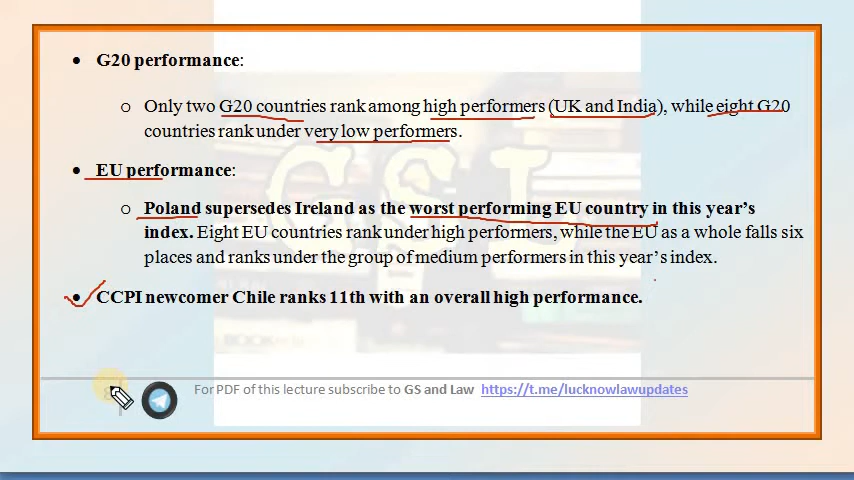 • G20 performance:
o Only two G20 countries rank among high performers (UK and India), while eight G20
countries rank under very low performers.
• EU performance:
o Poland supersedes Ireland as the worst performing EU country in this year’s
index. Eight EU countries rank under high performers, while the EU as a whole falls six
places and ranks under the group of medium performers in this year’s index.
• CCPI newcomer Chile ranks 11th with an overall high performance.
For PDF of this lecture subscribe to GS and Law https://t.me/lucknowlawupdates